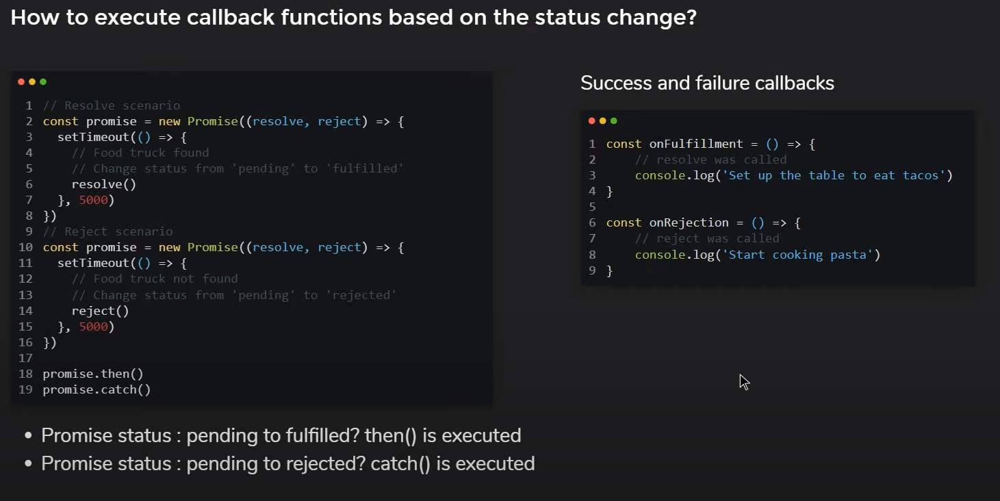 How to execute callback functions based on the status change?
1 // Resolve scenario
2 const promise = new Promise((resolve, reject) => {
3   setTimeout(() => {
4     // Food truck found
5     // Change status from 'pending' to 'fulfilled'
6     resolve()
7   }, 5000)
8 })
9 // Reject scenario
10 const promise = new Promise((resolve, reject) => {
11   setTimeout(() => {
12     // Food truck not found
13     // Change status from 'pending' to 'rejected'
14     reject()
15   }, 5000)
16 })
17
18 promise.then()
19 promise.catch()
Success and failure callbacks
1 const onFulfillment = () => {
2     // resolve was called
3     console.log('Set up the table to eat tacos')
4 }
5
6 const onRejection = () => {
7     // reject was called
8     console.log('Start cooking pasta')
9 }
• Promise status : pending to fulfilled? then() is executed
• Promise status : pending to rejected? catch() is executed